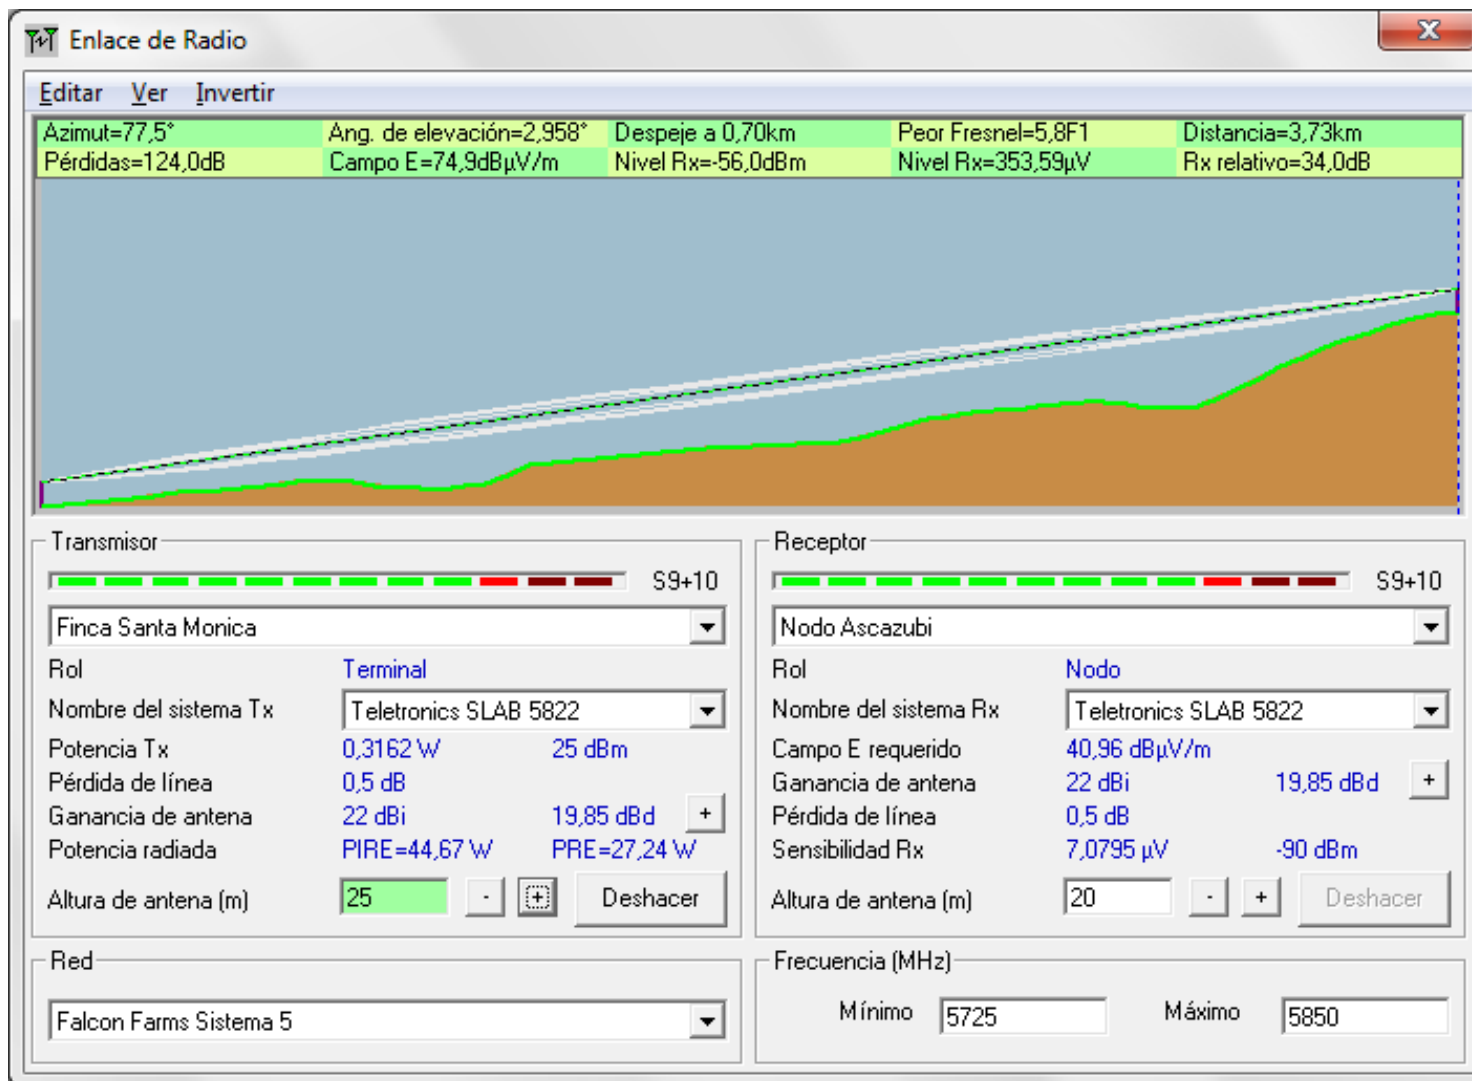 Enlace de Radio
Editar Ver Invertir
Azimut=77,5° Ang. de elevación=2,958° Despeje a 0,70km Peor Fresnel=5,8F1 Distancia=3,73km
Pérdidas=124,0dB Campo E=74,9dBµV/m Nivel Rx=-56,0dBm Nivel Rx=353,59µV Rx relativo=34,0dB
Transmisor
S9+10
Finca Santa Monica
Rol Terminal
Nombre del sistema Tx Teletronics SLAB 5822
Potencia Tx 0,3162 W 25 dBm
Pérdida de línea 0,5 dB
Ganancia de antena 22 dBi 19,85 dBd +
Potencia radiada PIRE=44,67 W PRE=27,24 W
Altura de antena (m) 25 - + Deshacer
Receptor
S9+10
Nodo Ascazubi
Rol Nodo
Nombre del sistema Rx Teletronics SLAB 5822
Campo E requerido 40,96 dBµV/m
Ganancia de antena 22 dBi 19,85 dBd +
Pérdida de línea 0,5 dB
Sensibilidad Rx 7,0795 µV -90 dBm
Altura de antena (m) 20 - + Deshacer
Red
Falcon Farms Sistema 5
Frecuencia (MHz)
Mínimo 5725 Máximo 5850